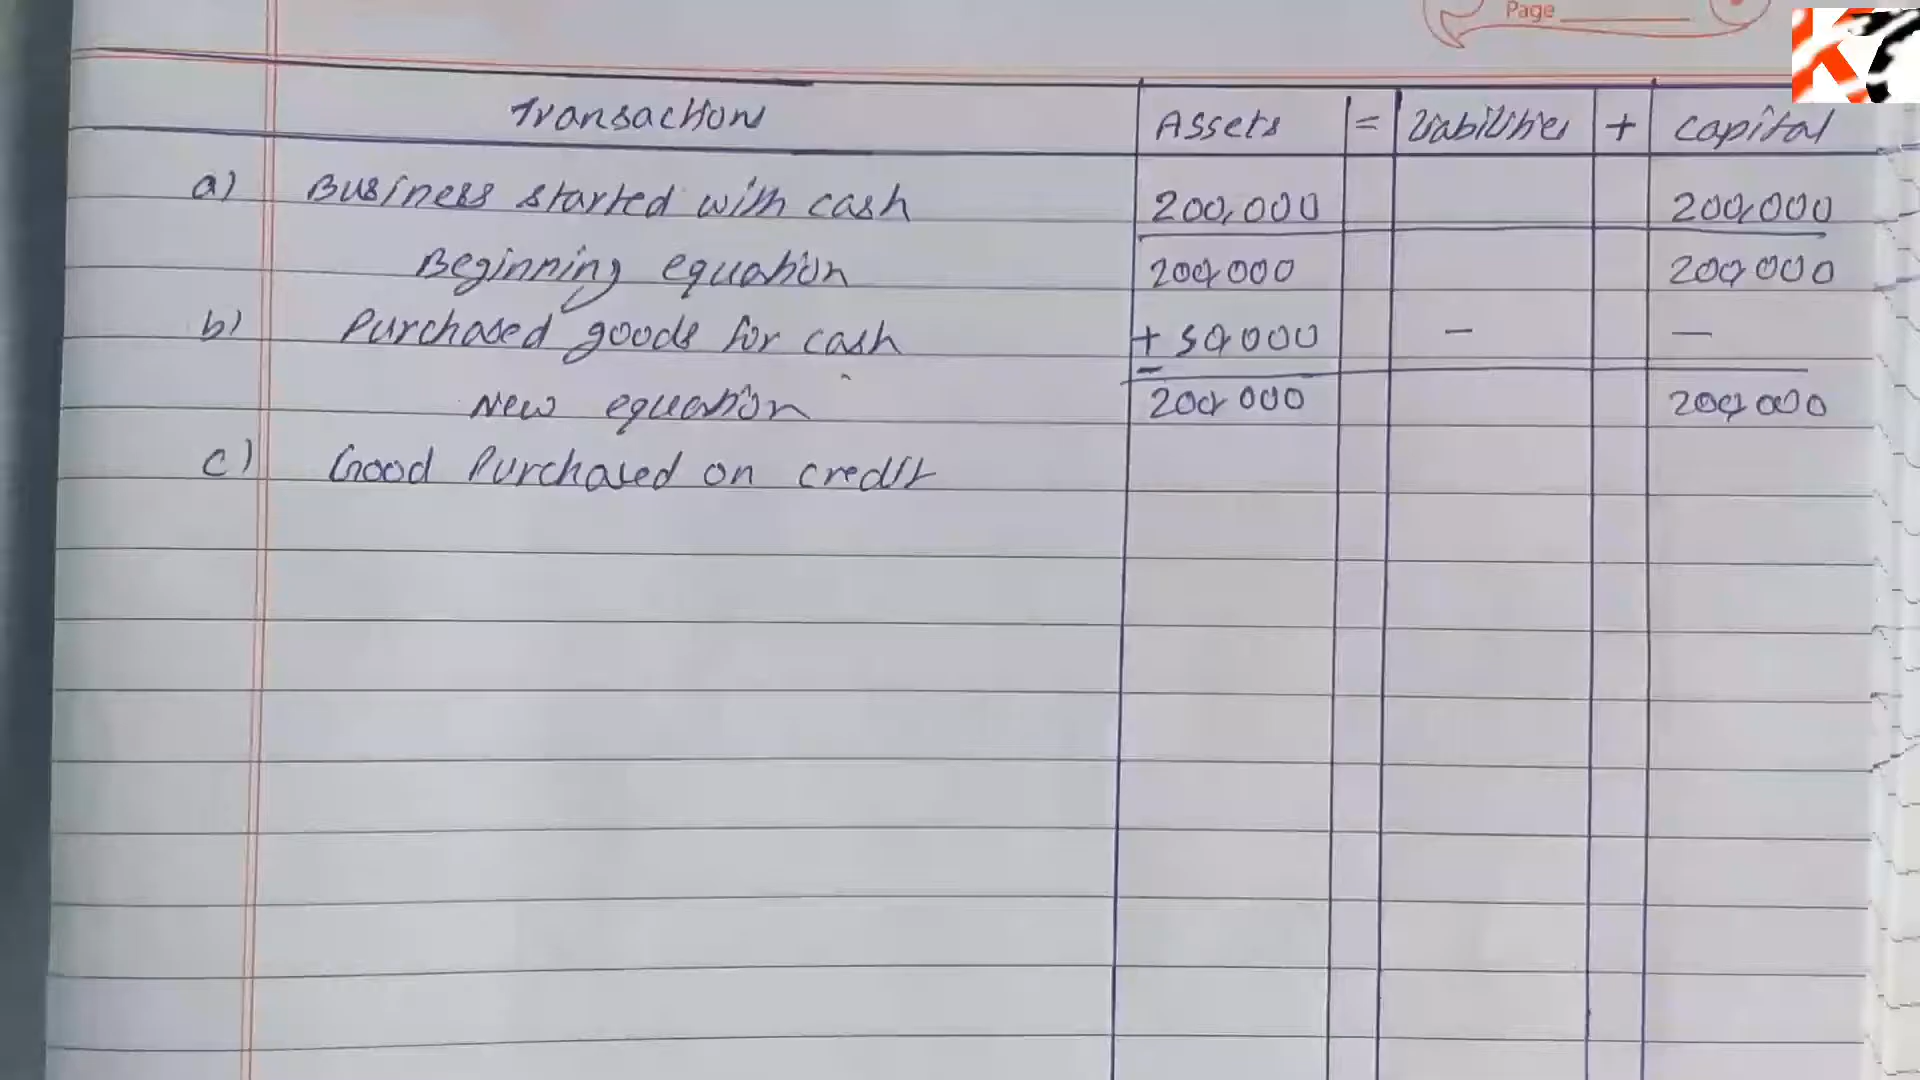 Page
Transaction Assets = Liabilities + Capital
a) Business started with cash 200,000 200,000
Beginning equation 200,000 200,000
b) Purchased goods for cash ± 50,000 — —
New equation 200,000 200,000
c) Good Purchased on credit